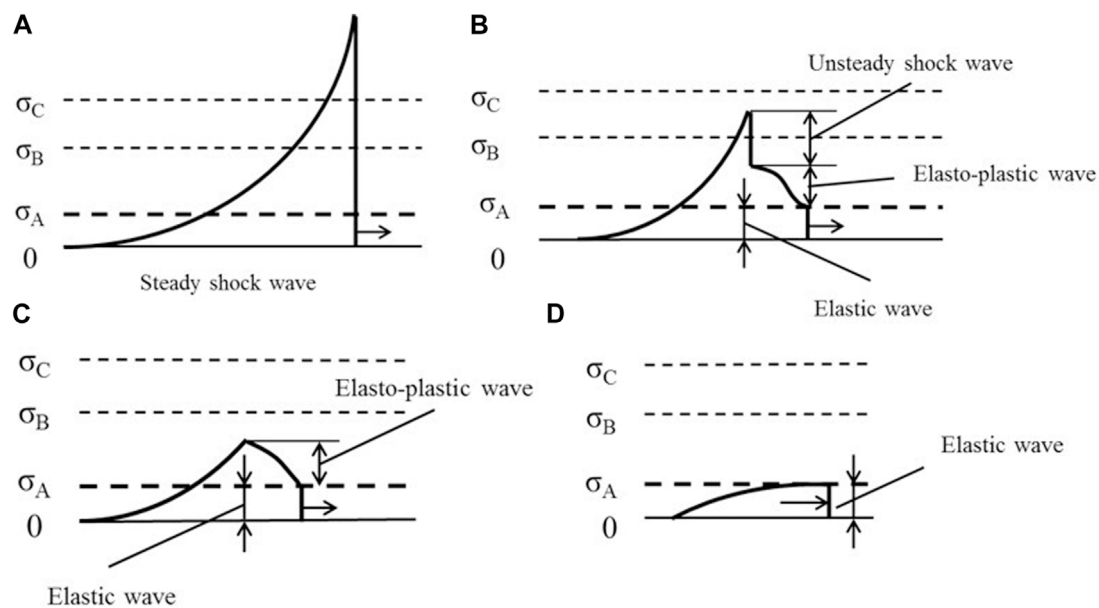 A
σC
σB
σA
0
Steady shock wave
B
Unsteady shock wave
σC
σB
Elasto-plastic wave
σA
0
Elastic wave
C
σC
Elasto-plastic wave
σB
σA
0
Elastic wave
D
σC
σB
Elastic wave
σA
0